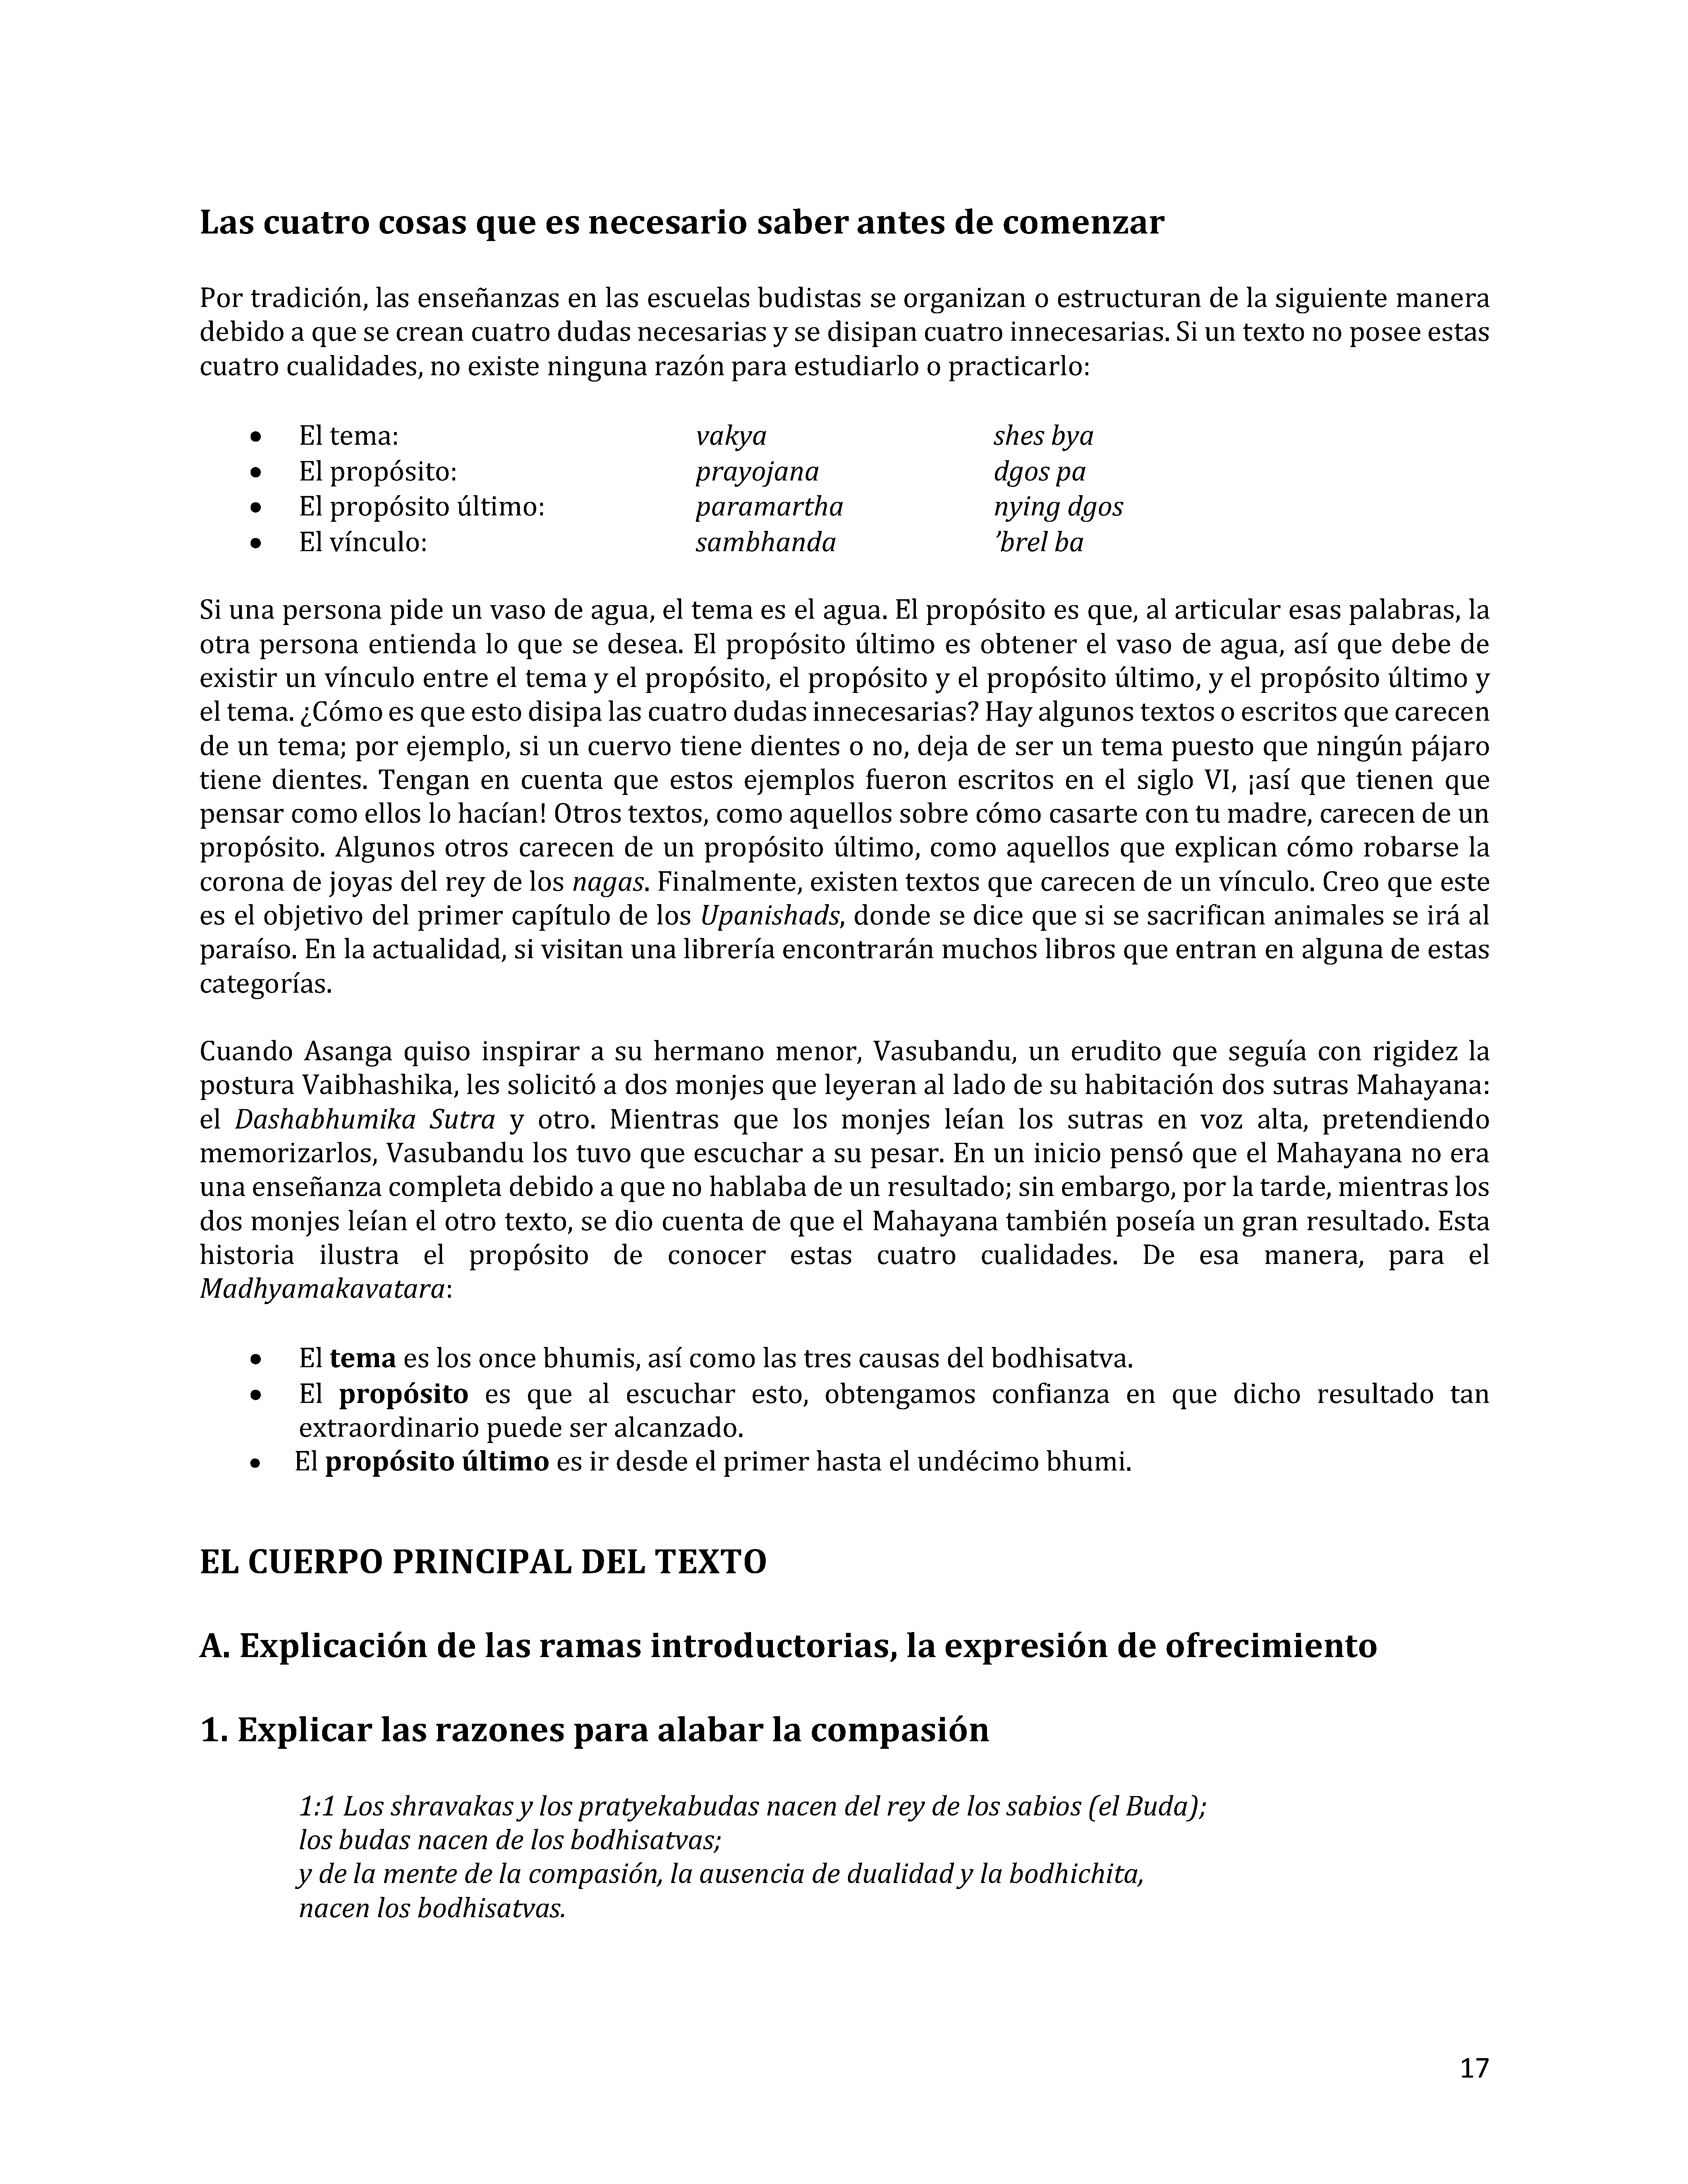 Las cuatro cosas que es necesario saber antes de comenzar
Por tradición, las enseñanzas en las escuelas budistas se organizan o estructuran de la siguiente manera
debido a que se crean cuatro dudas necesarias y se disipan cuatro innecesarias. Si un texto no posee estas
cuatro cualidades, no existe ninguna razón para estudiarlo o practicarlo:
• El tema: vakya shes bya
• El propósito: prayojana dgos pa
• El propósito último: paramartha nying dgos
• El vínculo: sambhanda ’brel ba
Si una persona pide un vaso de agua, el tema es el agua. El propósito es que, al articular esas palabras, la
otra persona entienda lo que se desea. El propósito último es obtener el vaso de agua, así que debe de
existir un vínculo entre el tema y el propósito, el propósito y el propósito último, y el propósito último y
el tema. ¿Cómo es que esto disipa las cuatro dudas innecesarias? Hay algunos textos o escritos que carecen
de un tema; por ejemplo, si un cuervo tiene dientes o no, deja de ser un tema puesto que ningún pájaro
tiene dientes. Tengan en cuenta que estos ejemplos fueron escritos en el siglo VI, ¡así que tienen que
pensar como ellos lo hacían! Otros textos, como aquellos sobre cómo casarte con tu madre, carecen de un
propósito. Algunos otros carecen de un propósito último, como aquellos que explican cómo robarse la
corona de joyas del rey de los nagas. Finalmente, existen textos que carecen de un vínculo. Creo que este
es el objetivo del primer capítulo de los Upanishads, donde se dice que si se sacrifican animales se irá al
paraíso. En la actualidad, si visitan una librería encontrarán muchos libros que entran en alguna de estas
categorías.
Cuando Asanga quiso inspirar a su hermano menor, Vasubandu, un erudito que seguía con rigidez la
postura Vaibhashika, les solicitó a dos monjes que leyeran al lado de su habitación dos sutras Mahayana:
el Dashabhumika Sutra y otro. Mientras que los monjes leían los sutras en voz alta, pretendiendo
memorizarlos, Vasubandu los tuvo que escuchar a su pesar. En un inicio pensó que el Mahayana no era
una enseñanza completa debido a que no hablaba de un resultado; sin embargo, por la tarde, mientras los
dos monjes leían el otro texto, se dio cuenta de que el Mahayana también poseía un gran resultado. Esta
historia ilustra el propósito de conocer estas cuatro cualidades. De esa manera, para el
Madhyamakavatara:
• El tema es los once bhumis, así como las tres causas del bodhisatva.
• El propósito es que al escuchar esto, obtengamos confianza en que dicho resultado tan
extraordinario puede ser alcanzado.
• El propósito último es ir desde el primer hasta el undécimo bhumi.
EL CUERPO PRINCIPAL DEL TEXTO
A. Explicación de las ramas introductorias, la expresión de ofrecimiento
1. Explicar las razones para alabar la compasión
1:1 Los shravakas y los pratyekabudas nacen del rey de los sabios (el Buda);
los budas nacen de los bodhisatvas;
y de la mente de la compasión, la ausencia de dualidad y la bodhichita,
nacen los bodhisatvas.
17